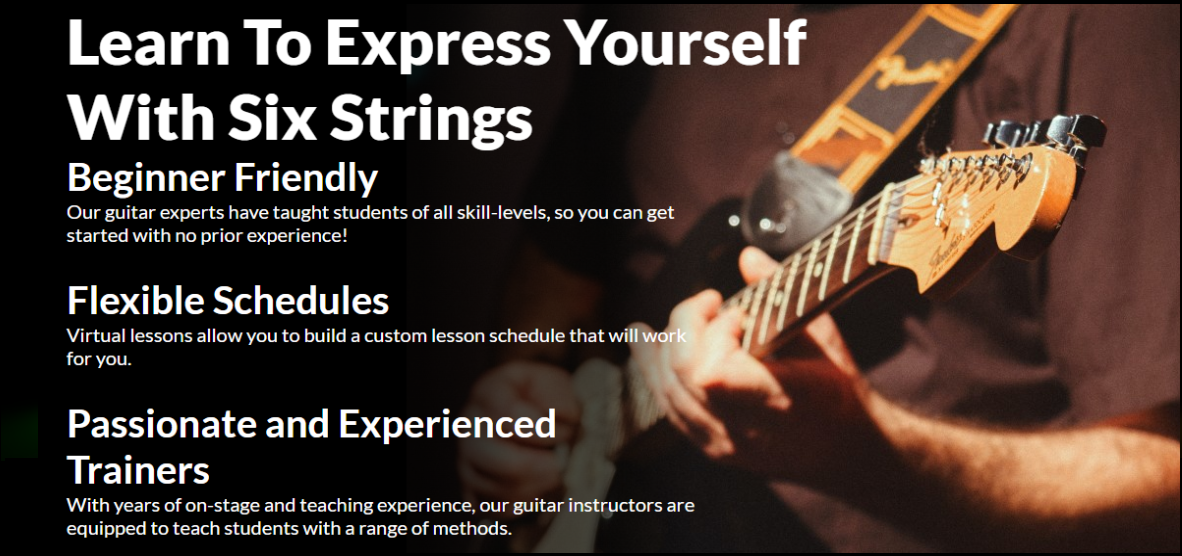 Learn To Express Yourself
With Six Strings
Beginner Friendly
Our guitar experts have taught students of all skill-levels, so you can get
started with no prior experience!
Flexible Schedules
Virtual lessons allow you to build a custom lesson schedule that will work
for you.
Passionate and Experienced
Trainers
With years of on-stage and teaching experience, our guitar instructors are
equipped to teach students with a range of methods.
Fender
Fender